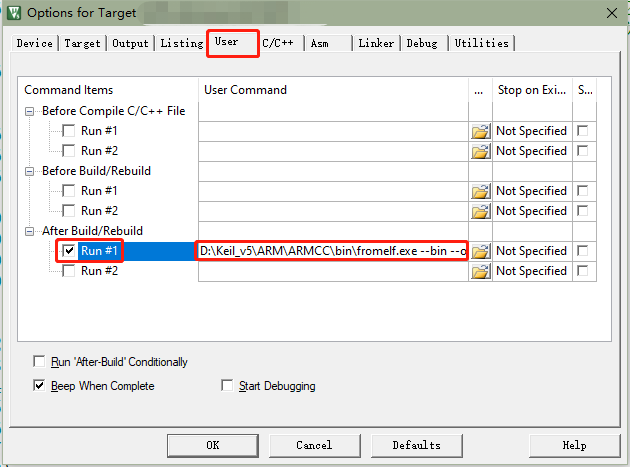 Options for Target
Device Target Output Listing User C/C++ Asm Linker Debug Utilities
Command Items User Command ... Stop on Exi... S...
Before Compile C/C++ File
Run #1 Not Specified
Run #2 Not Specified
Before Build/Rebuild
Run #1 Not Specified
Run #2 Not Specified
After Build/Rebuild
Run #1 D:\Keil_v5\ARM\ARMCC\bin\fromelf.exe --bin --o Not Specified
Run #2 Not Specified
Run 'After-Build' Conditionally
Beep When Complete Start Debugging
OK Cancel Defaults Help